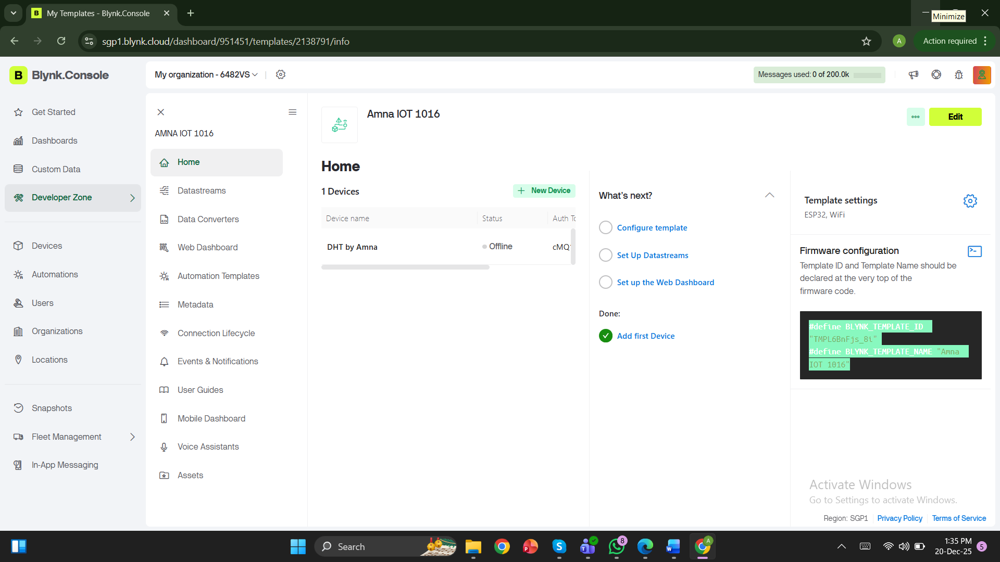 My Templates - Blynk.Console
Minimize
sgp1.blynk.cloud/dashboard/951451/templates/2138791/info
A
Action required
B
Blynk.Console
My organization - 6482VS
Messages used: 0 of 200.0k
Get Started
Dashboards
Custom Data
Developer Zone
Devices
Automations
Users
Organizations
Locations
Snapshots
Fleet Management
In-App Messaging
AMNA IOT 1016
Home
Datastreams
Data Converters
Web Dashboard
Automation Templates
Metadata
Connection Lifecycle
Events & Notifications
User Guides
Mobile Dashboard
Voice Assistants
Assets
Amna IOT 1016
Edit
Home
1 Devices
New Device
Device name Status Auth To
DHT by Amna Offline cMQ
What's next?
Configure template
Set Up Datastreams
Set up the Web Dashboard
Done:
Add first Device
Template settings
ESP32, WiFi
Firmware configuration
Template ID and Template Name should be
declared at the very top of the
firmware code.
#define BLYNK_TEMPLATE_ID
"TMPL6BnFjs_8i"
#define BLYNK_TEMPLATE_NAME "Amna
IOT 1016"
Activate Windows
Go to Settings to activate Windows.
Region: SGP1 Privacy Policy Terms of Service
Search
8
A
1:35 PM
20-Dec-25
5